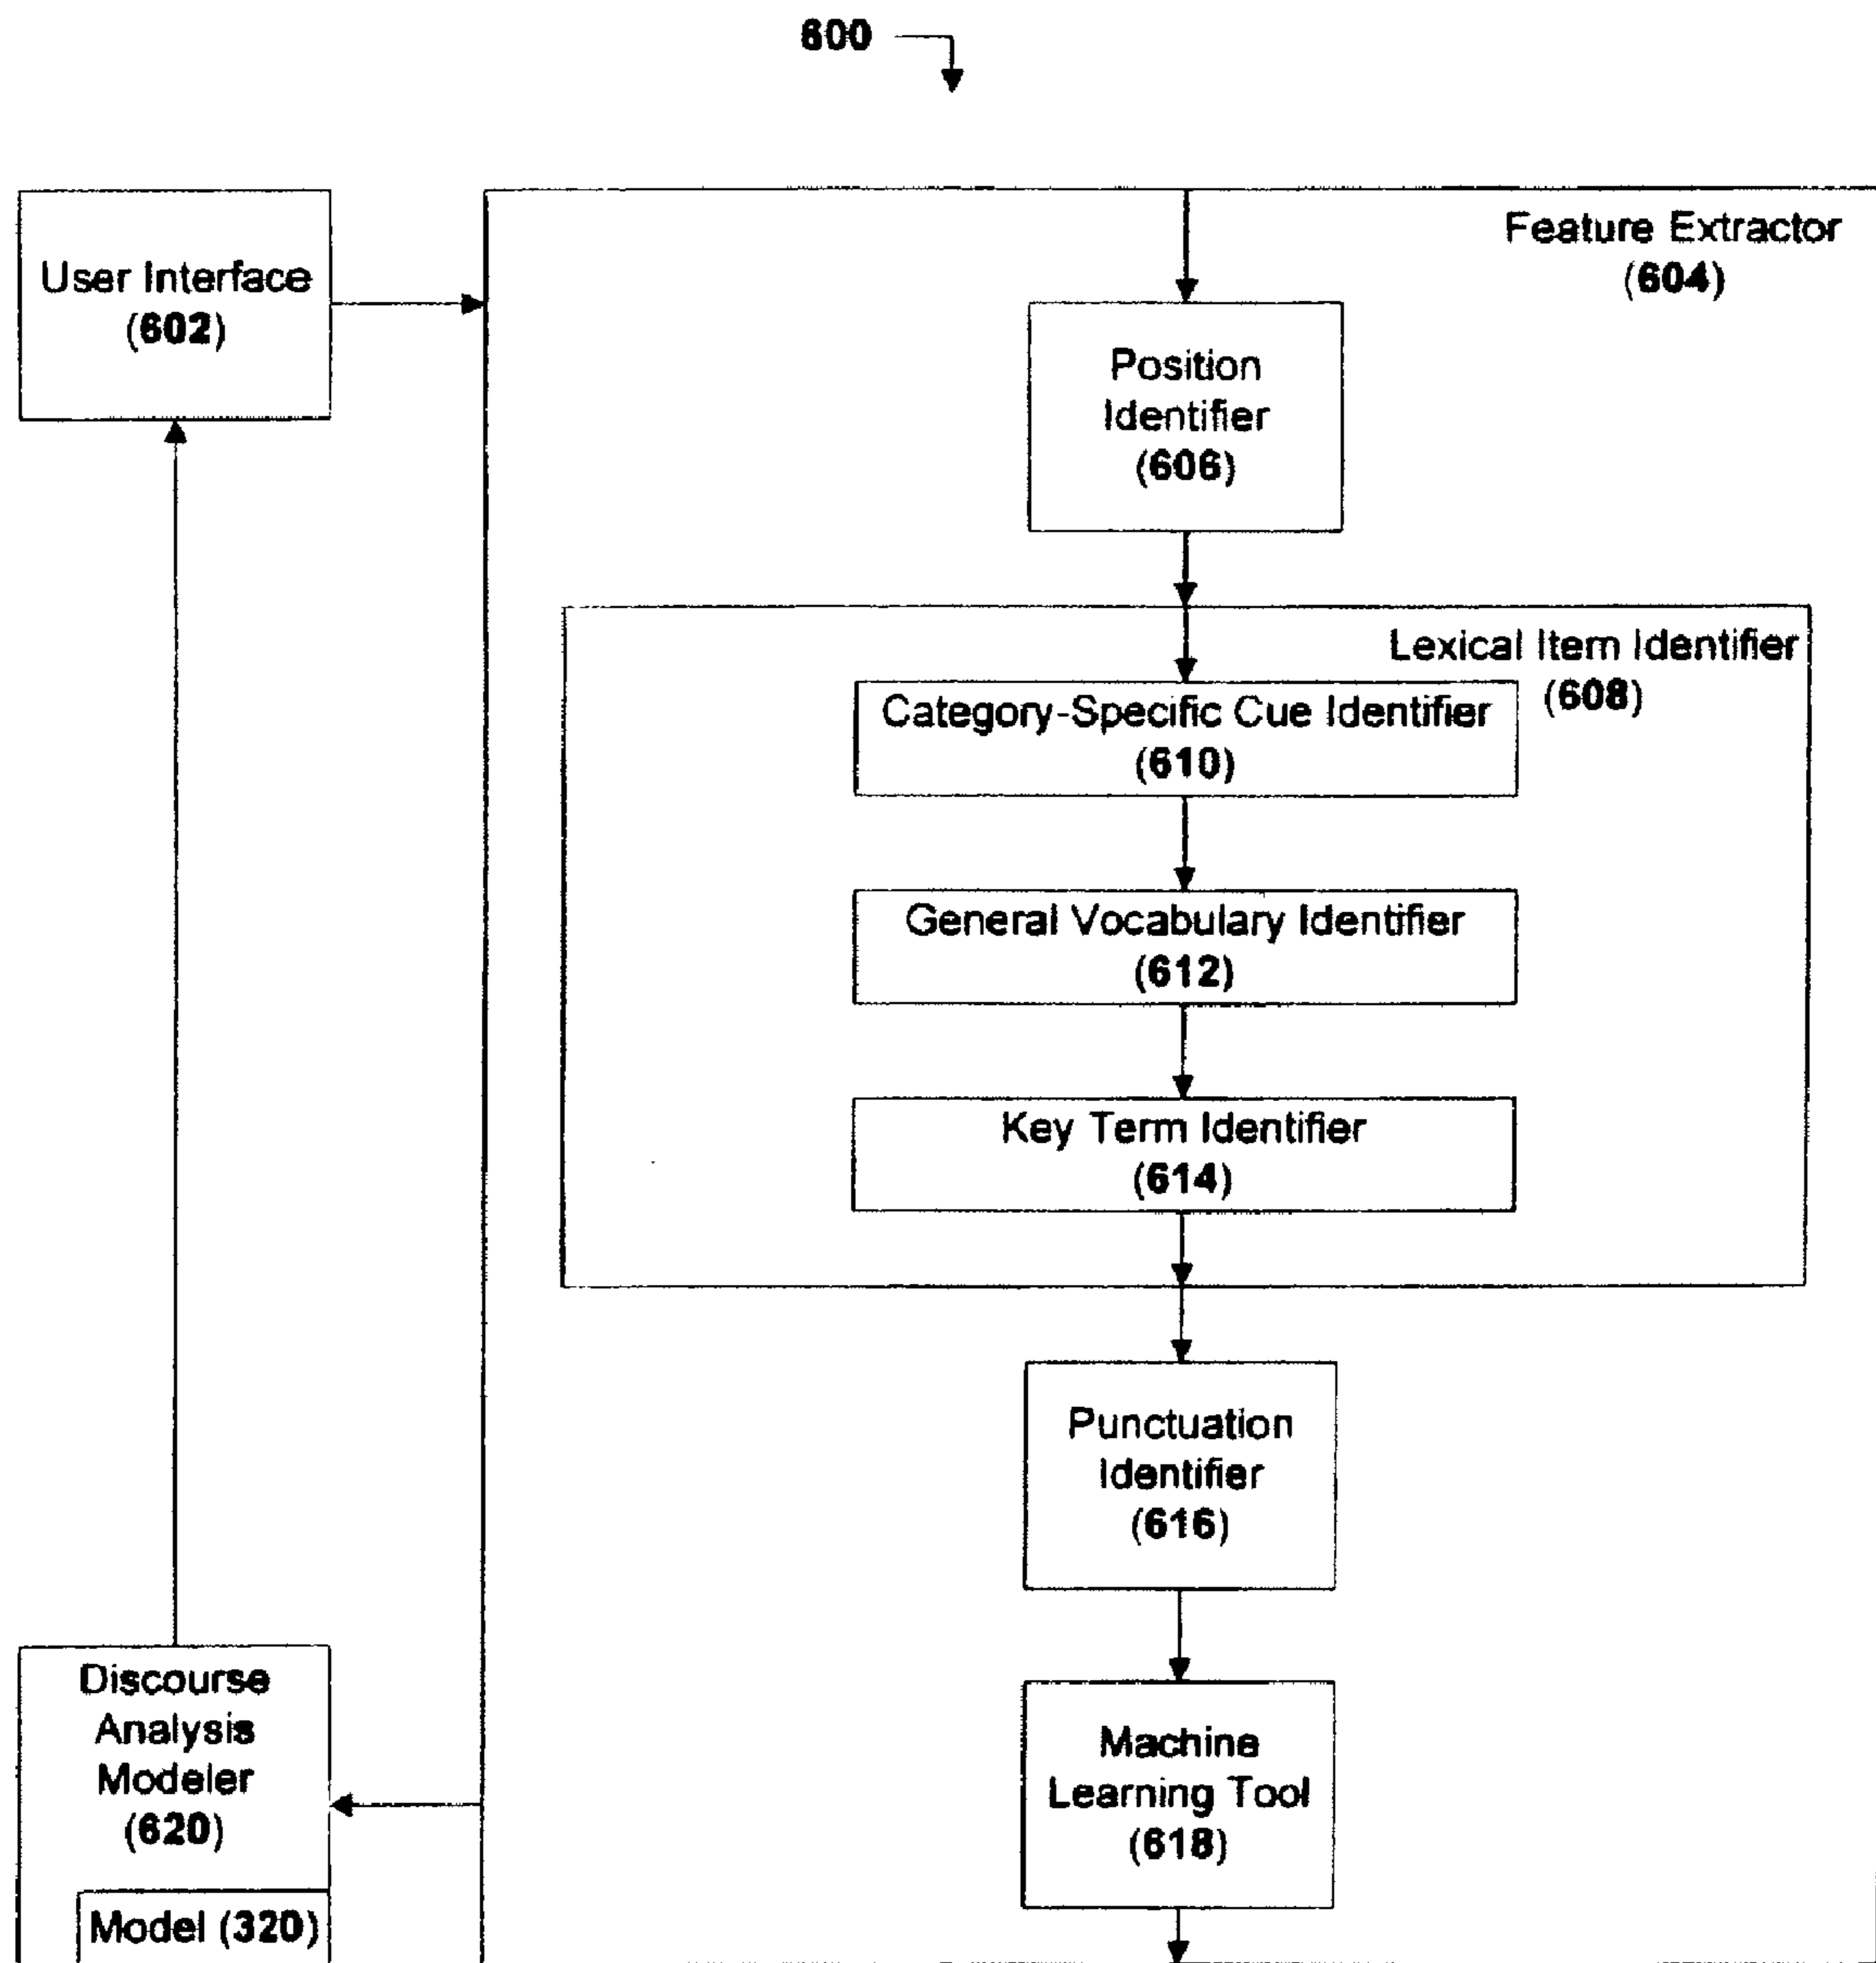 600
User Interface
(602)
Feature Extractor
(604)
Position
Identifier
(606)
Lexical Item Identifier
(608)
Category-Specific Cue Identifier
(610)
General Vocabulary Identifier
(612)
Key Term Identifier
(614)
Punctuation
Identifier
(616)
Machine
Learning Tool
(618)
Discourse
Analysis
Modeler
(620)
Model (320)